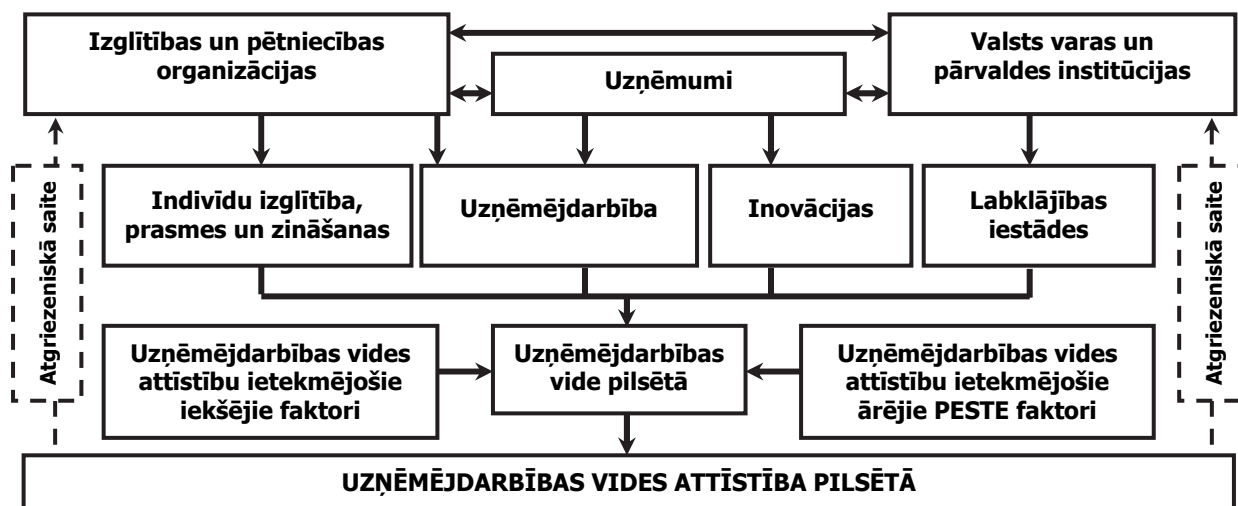 Izglītības un pētniecības
organizācijas
Uzņēmumi
Valsts varas un
pārvaldes institūcijas
Atgriezeniskā saite
Indivīdu izglītība,
prasmes un zināšanas
Uzņēmējdarbība
Inovācijas
Labklājības
iestādes
Atgriezeniskā saite
Uzņēmējdarbības vides
attīstību ietekmējošie
iekšējie faktori
Uzņēmējdarbības
vide pilsētā
Uzņēmējdarbības vides
attīstību ietekmējošie
ārējie PESTE faktori
UZŅĒMĒJDARBĪBAS VIDES ATTĪSTĪBA PILSĒTĀ